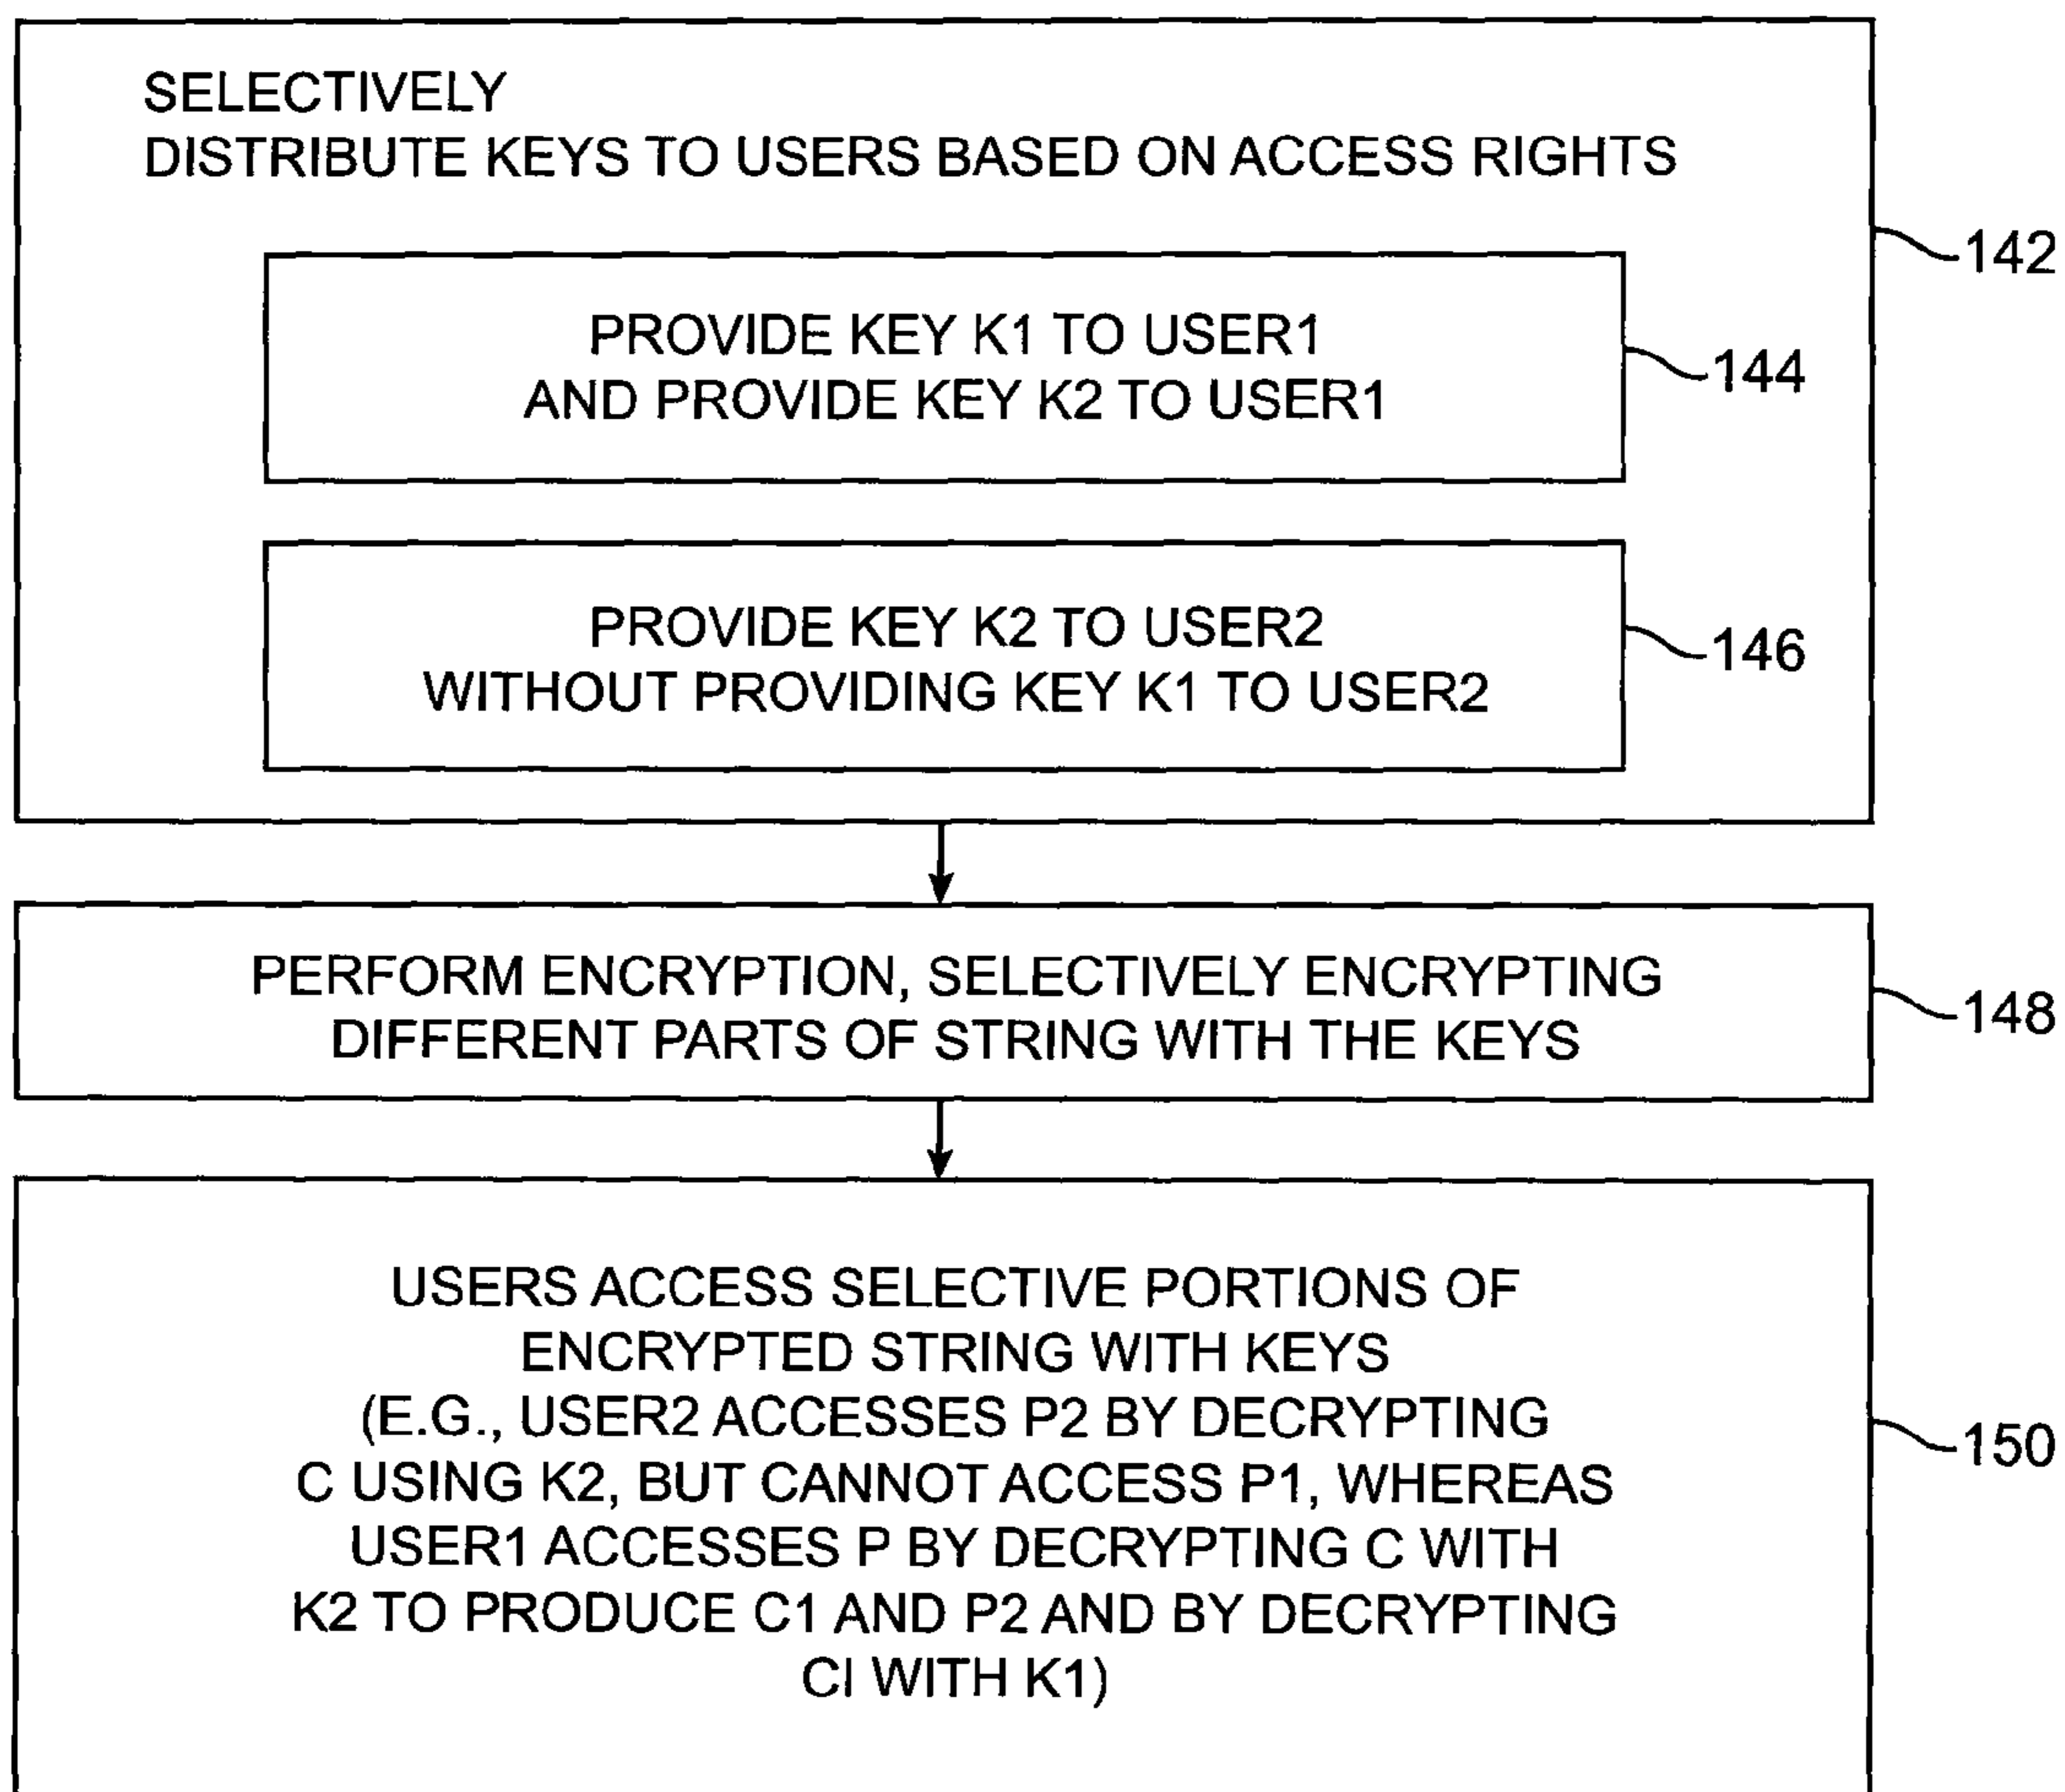 SELECTIVELY
DISTRIBUTE KEYS TO USERS BASED ON ACCESS RIGHTS
142
PROVIDE KEY K1 TO USER1
AND PROVIDE KEY K2 TO USER1
144
PROVIDE KEY K2 TO USER2
WITHOUT PROVIDING KEY K1 TO USER2
146
PERFORM ENCRYPTION, SELECTIVELY ENCRYPTING
DIFFERENT PARTS OF STRING WITH THE KEYS
148
USERS ACCESS SELECTIVE PORTIONS OF
ENCRYPTED STRING WITH KEYS
(E.G., USER2 ACCESSES P2 BY DECRYPTING
C USING K2, BUT CANNOT ACCESS P1, WHEREAS
USER1 ACCESSES P BY DECRYPTING C WITH
K2 TO PRODUCE C1 AND P2 AND BY DECRYPTING
CI WITH K1)
150